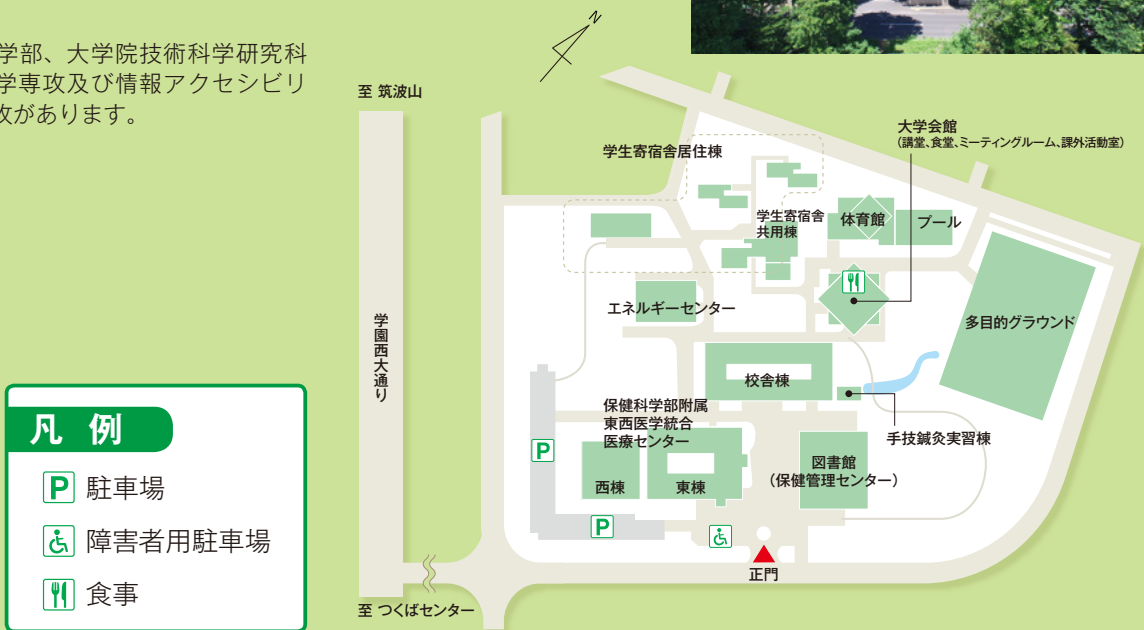 学部、大学院技術科学研究科
学専攻及び情報アクセシビリ
攻があります。
N
至 筑波山
大学会館
(講堂、食堂、ミーティングルーム、課外活動室)
学生寄宿舎居住棟
学生寄宿舎
共用棟
体育館
プール
エネルギーセンター
多目的グラウンド
学園西大通り
校舎棟
保健科学部附属
東西医学統合
医療センター
手技鍼灸実習棟
図書館
(保健管理センター)
西棟
東棟
P
P
正門
至 つくばセンター
凡 例
P 駐車場
障害者用駐車場
食事